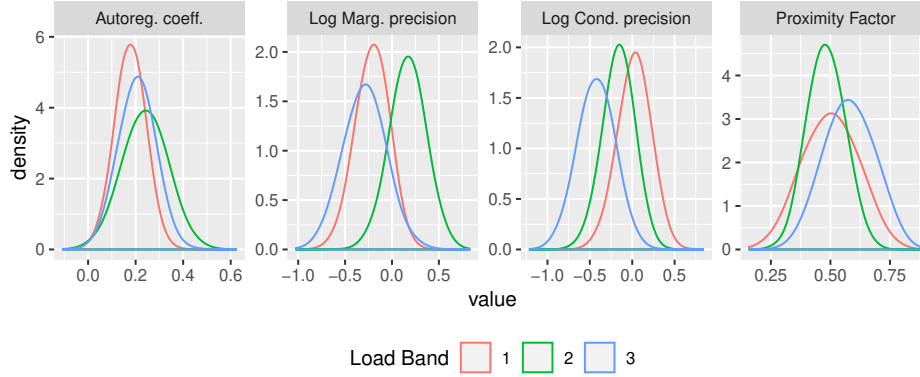 Autoreg. coeff. Log Marg. precision Log Cond. precision Proximity Factor
density
6
4
2
0
0.0 0.2 0.4 0.6
2.0
1.5
1.0
0.5
0.0
−1.0 −0.5 0.0 0.5
2.0
1.5
1.0
0.5
0.0
−1.0 −0.5 0.0 0.5
4
3
2
1
0
0.25 0.50 0.75
value
Load Band 1 2 3